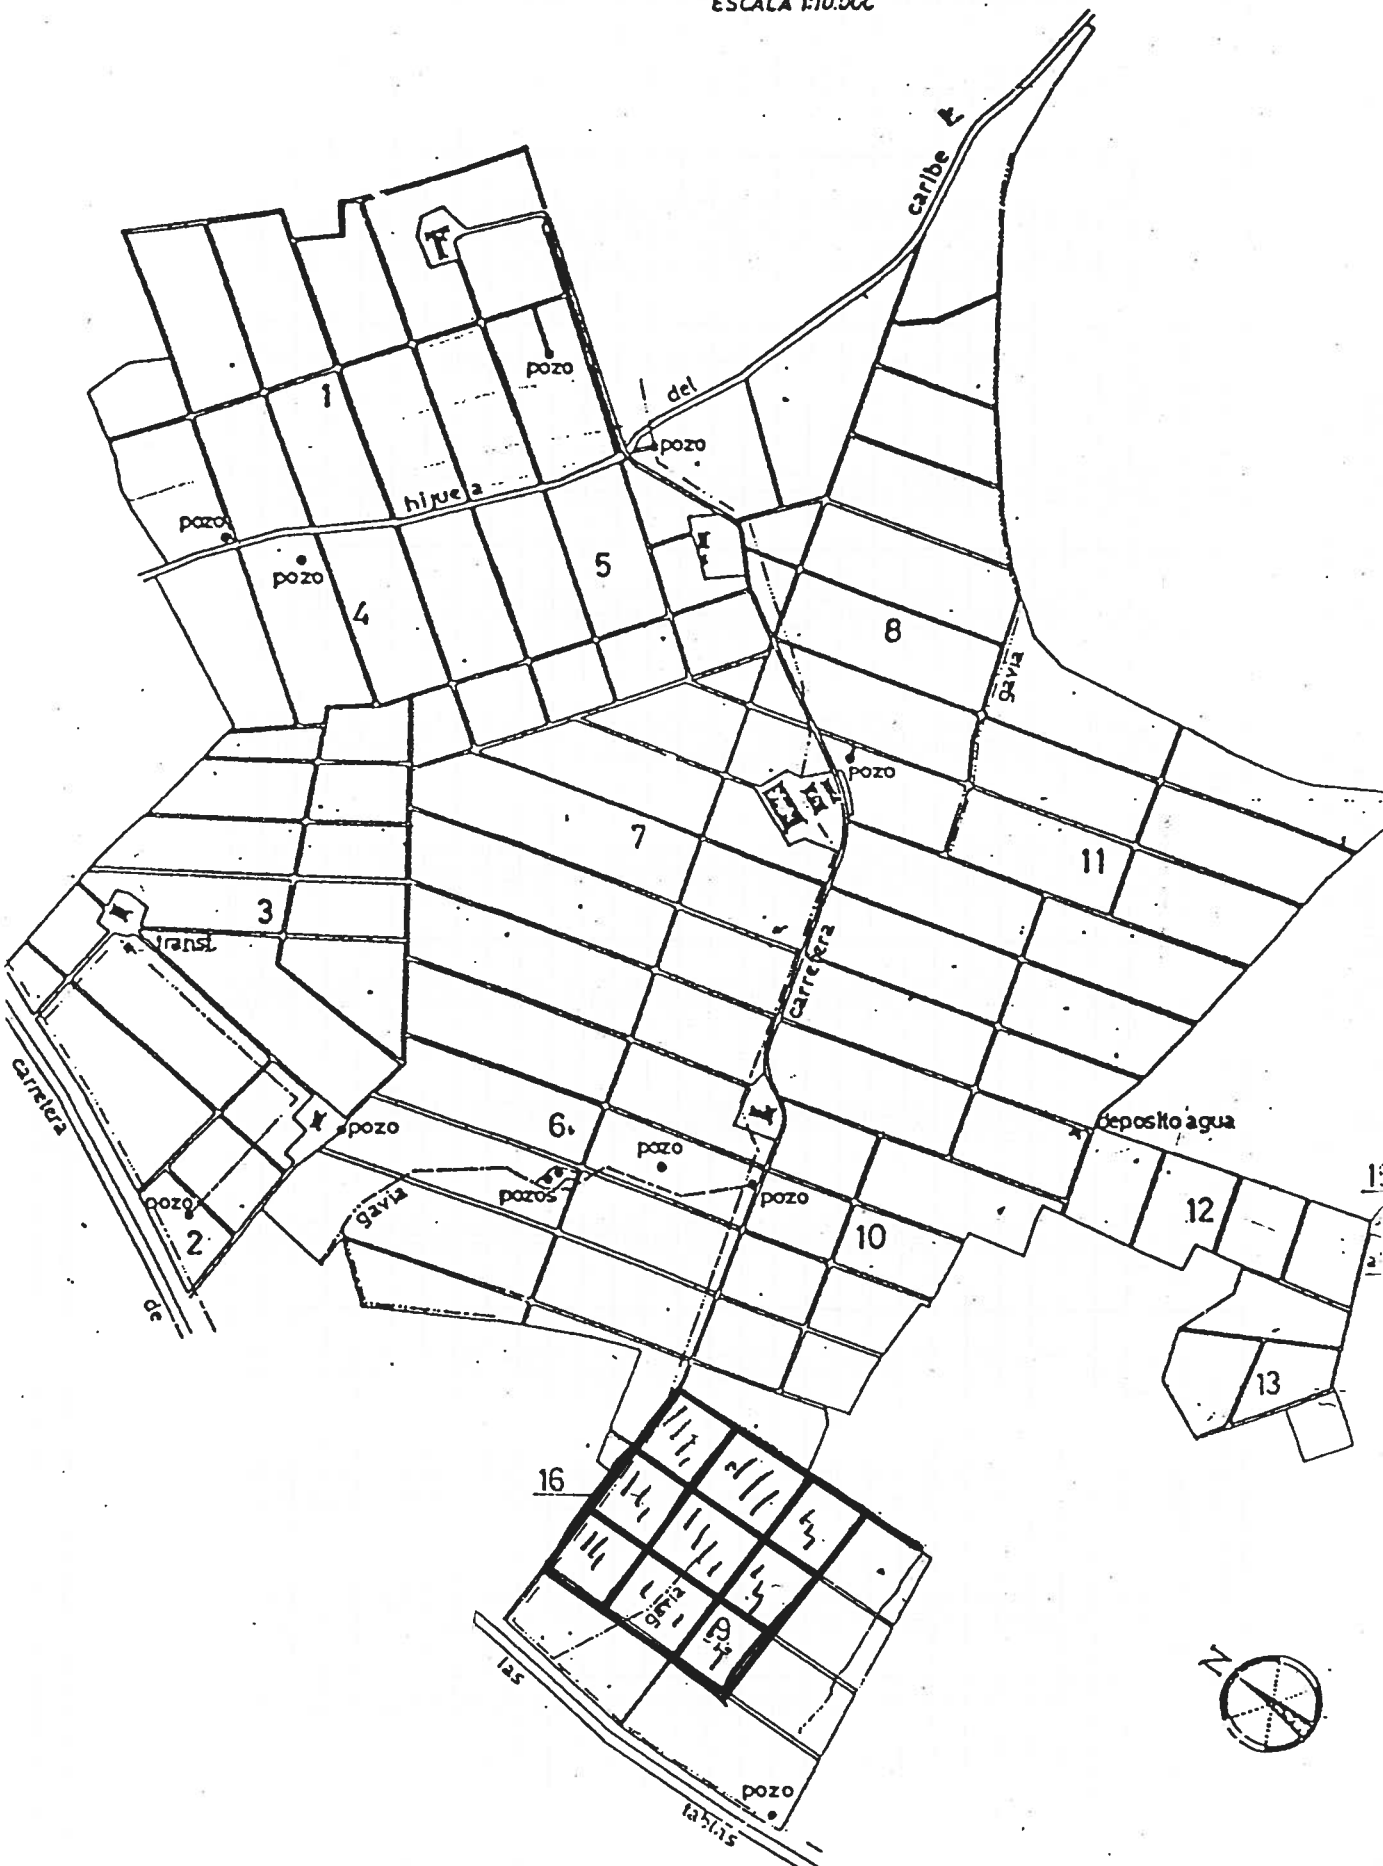 ESCALA 1:10.000
caribe
pozo
1
del
pozo
hijuela
pozo
pozo
5
4
8
gavia
pozo
7
11
3
transf.
carretera
carretera
deposito agua
6
pozo
pozo
pozos
pozo
pozo
gavia
12
2
10
de
13
16
gavia
las
N
pozo
tablas